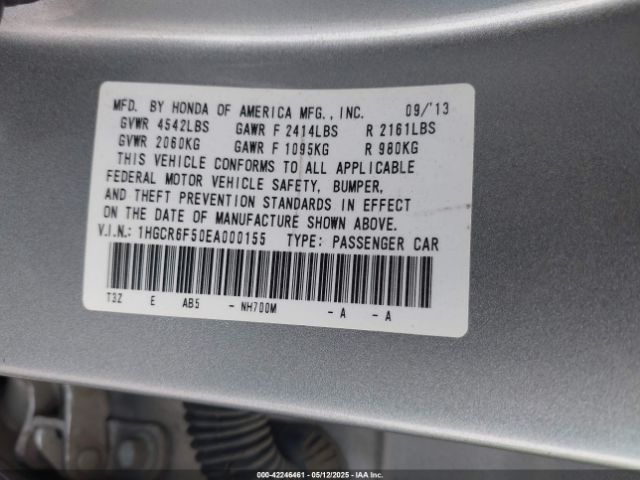 MFD. BY HONDA OF AMERICA MFG., INC. 09/'13
GVWR 4542LBS GAWR F 2414LBS R 2161LBS
GVWR 2060KG GAWR F 1095KG R 980KG
THIS VEHICLE CONFORMS TO ALL APPLICABLE
FEDERAL MOTOR VEHICLE SAFETY, BUMPER,
AND THEFT PREVENTION STANDARDS IN EFFECT
ON THE DATE OF MANUFACTURE SHOWN ABOVE.
V.I.N.: 1HGCR6F50EA000155 TYPE: PASSENGER CAR
T3Z E AB5 - NH700M - A - A
000-42246461 - 05/12/2025 - IAA Inc.